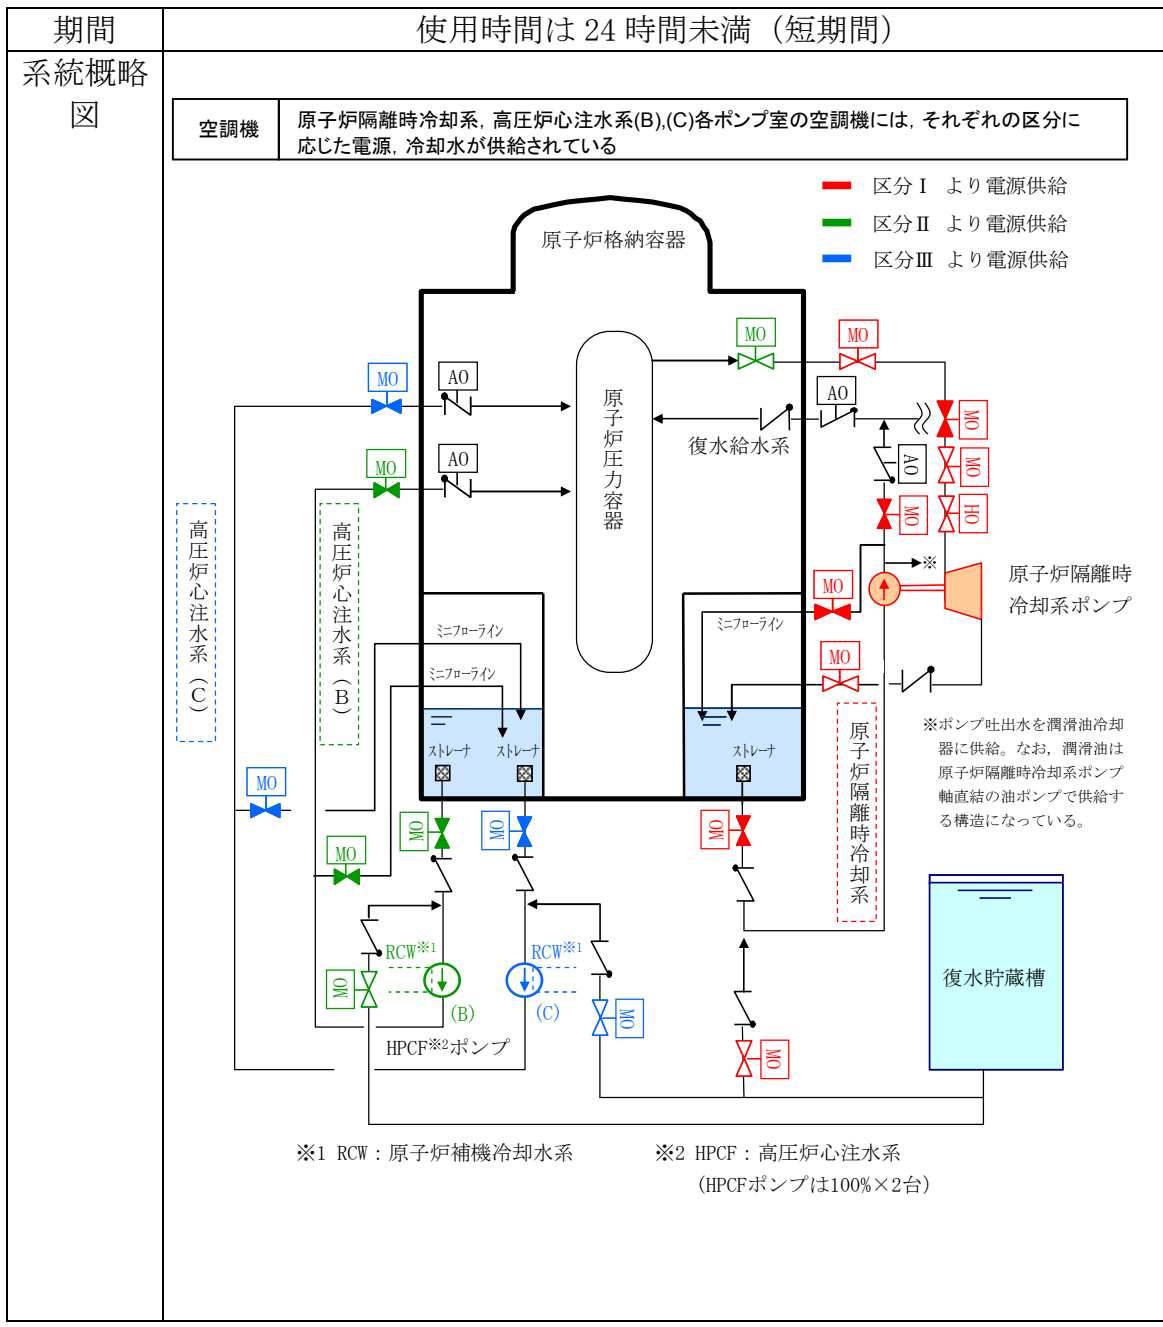 期間
使用時間は 24 時間未満（短期間）
系統概略
図
空調機
原子炉隔離時冷却系，高圧炉心注水系(B),(C)各ポンプ室の空調機には，それぞれの区分に
応じた電源，冷却水が供給されている
区分Ⅰ より電源供給
区分Ⅱ より電源供給
区分Ⅲ より電源供給
原子炉格納容器
MO
MO
MO
AO
AO
MO
原子炉圧力容器
復水給水系
MO
AO
AO
MO
MO
MO
HO
※
高圧炉心注水系（C）
高圧炉心注水系（B）
原子炉隔離時
冷却系ポンプ
MO
ミニフローライン
ミニフローライン
ミニフローライン
MO
ストレーナ
ストレーナ
ストレーナ
原子炉隔離時冷却系
※ポンプ吐出水を潤滑油冷却
器に供給。なお，潤滑油は
原子炉隔離時冷却系ポンプ
軸直結の油ポンプで供給す
る構造になっている。
MO
MO
MO
MO
MO
RCW※1
RCW※1
MO
(B)
(C)
MO
MO
HPCF※2ポンプ
復水貯蔵槽
※1 RCW：原子炉補機冷却水系
※2 HPCF：高圧炉心注水系
(HPCFポンプは100%×2台)